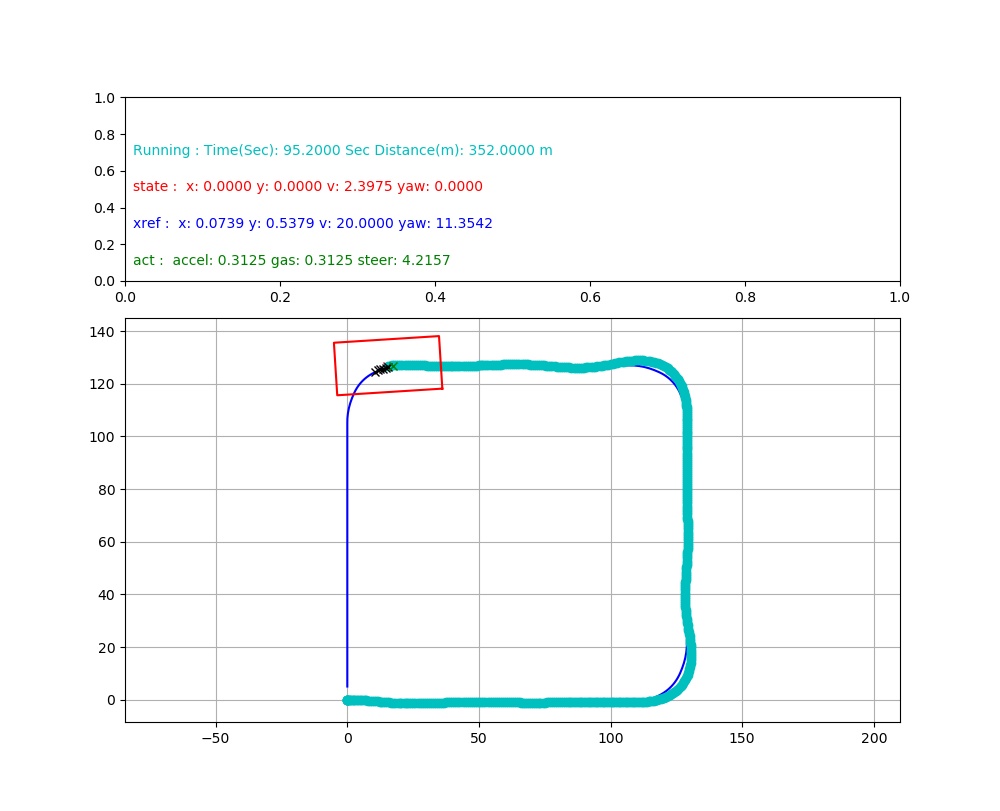 1.0
0.8
Running : Time(Sec): 95.2000 Sec Distance(m): 352.0000 m
0.6
state :  x: 0.0000 y: 0.0000 v: 2.3975 yaw: 0.0000
0.4
xref :  x: 0.0739 y: 0.5379 v: 20.0000 yaw: 11.3542
0.2
act :  accel: 0.3125 gas: 0.3125 steer: 4.2157
0.0
0.0 0.2 0.4 0.6 0.8 1.0
140
120
100
80
60
40
20
0
−50 0 50 100 150 200